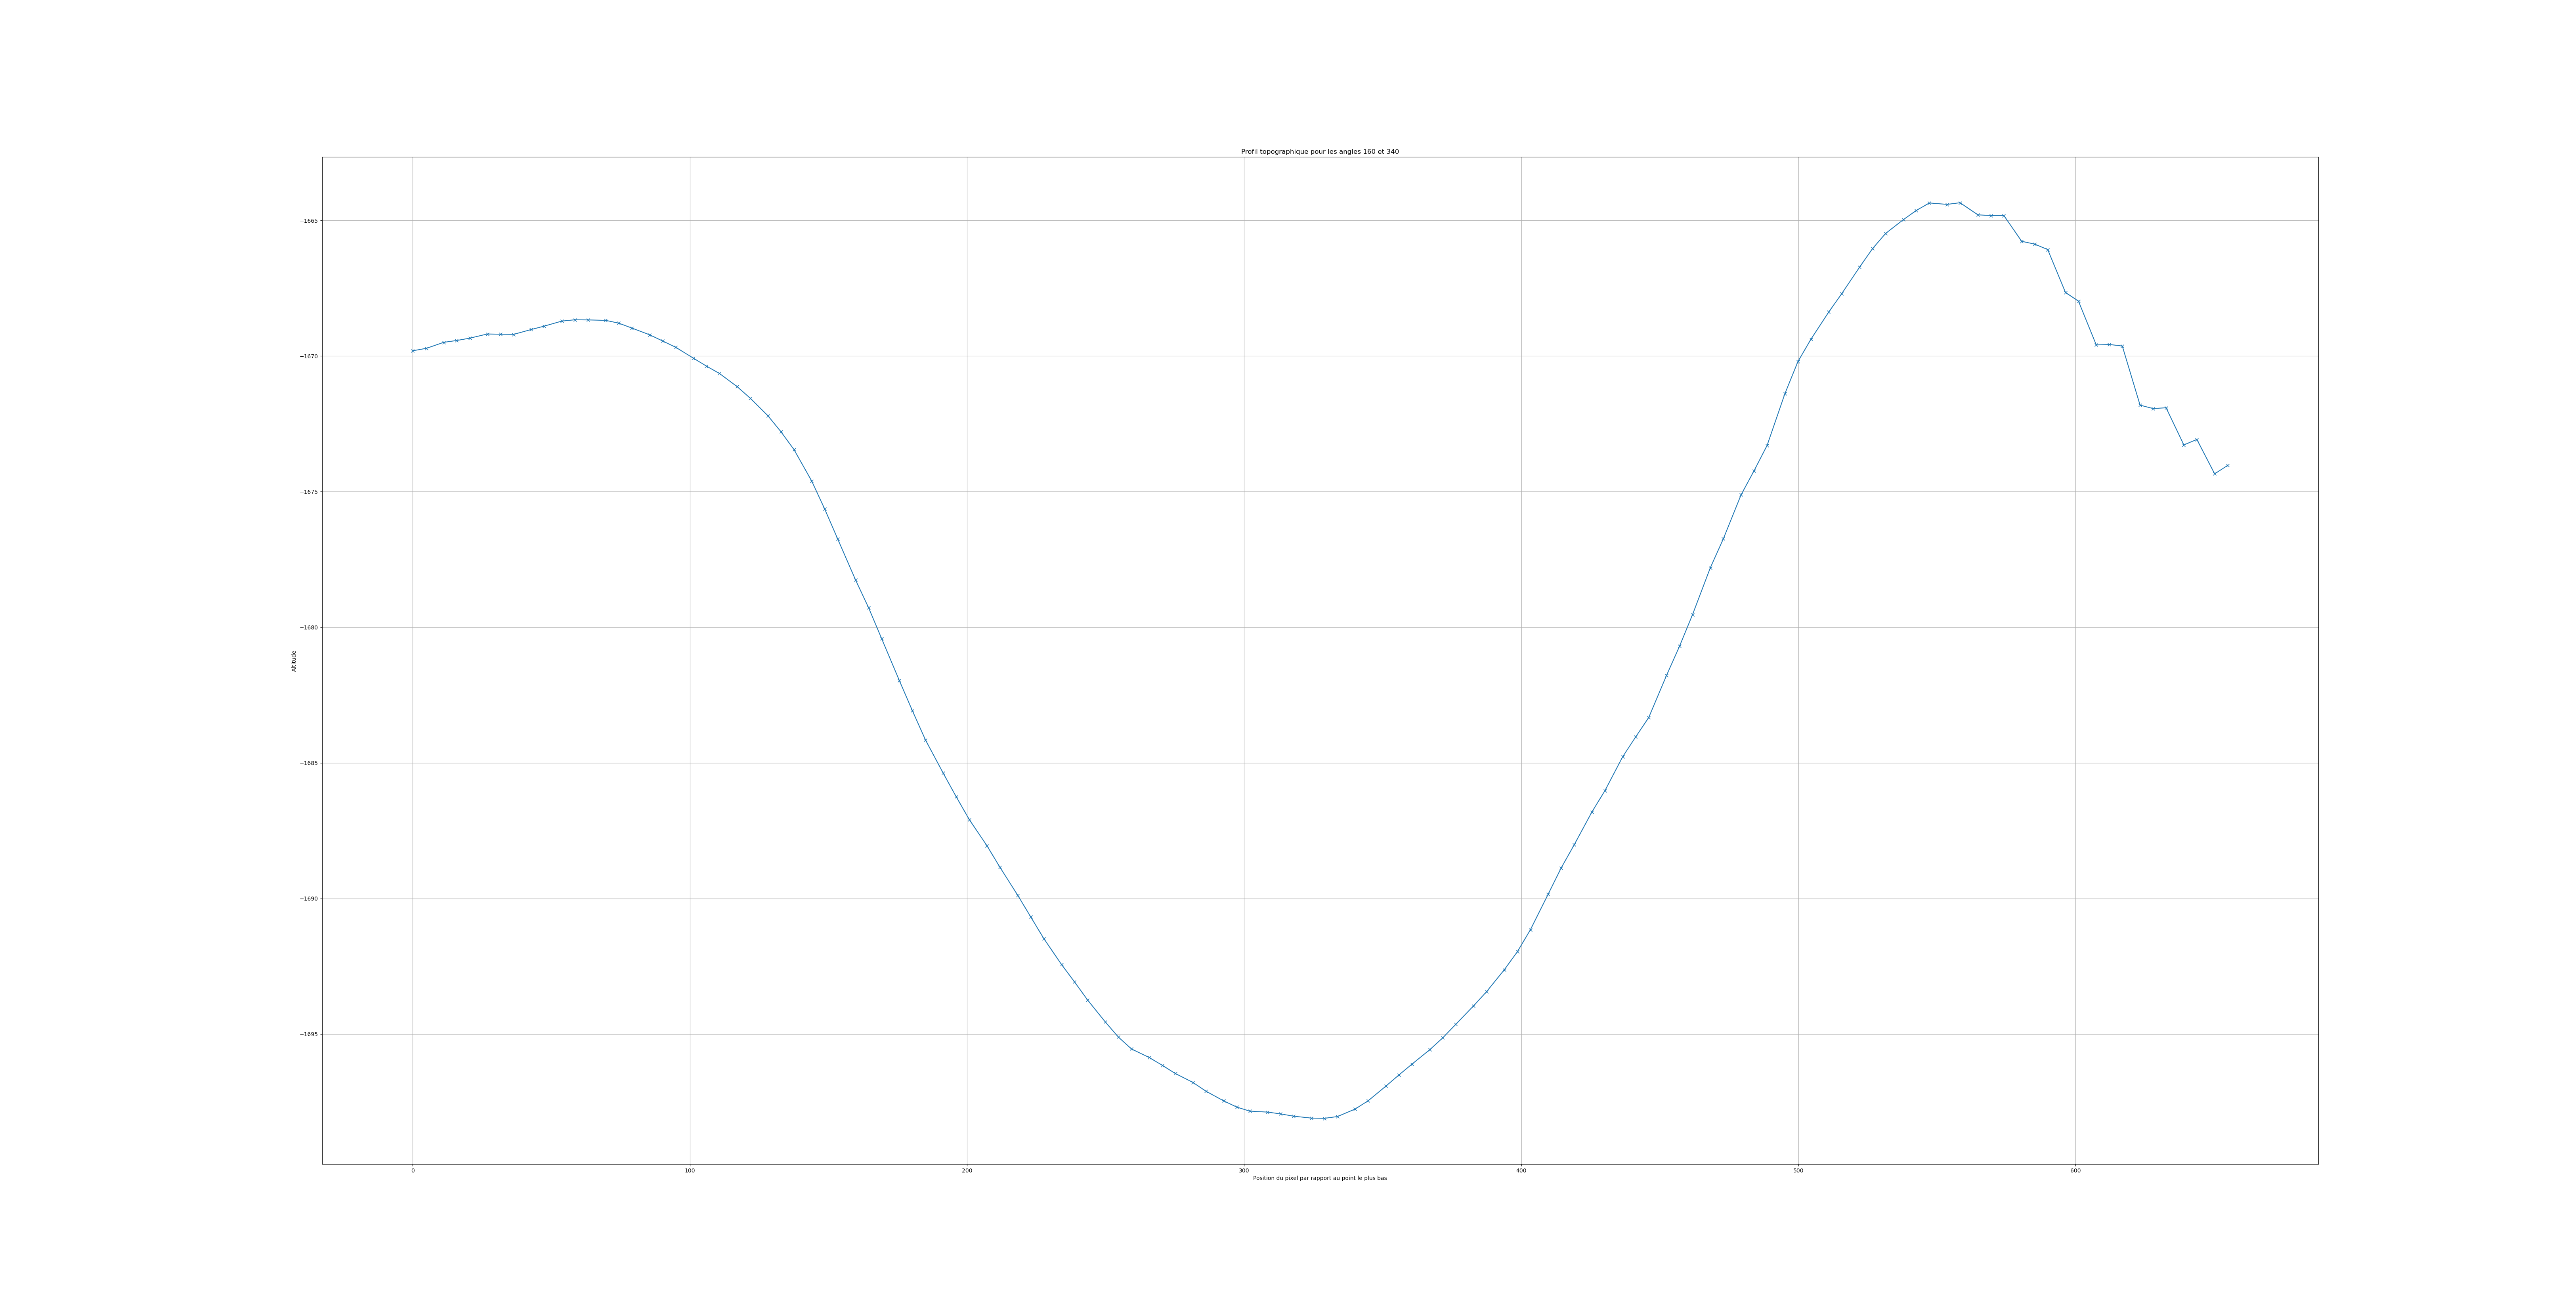 Profil topographique pour les angles 160 et 340
−1665
−1670
−1675
−1680
−1685
−1690
−1695
Altitude
0 100 200 300 400 500 600
Position du pixel par rapport au point le plus bas